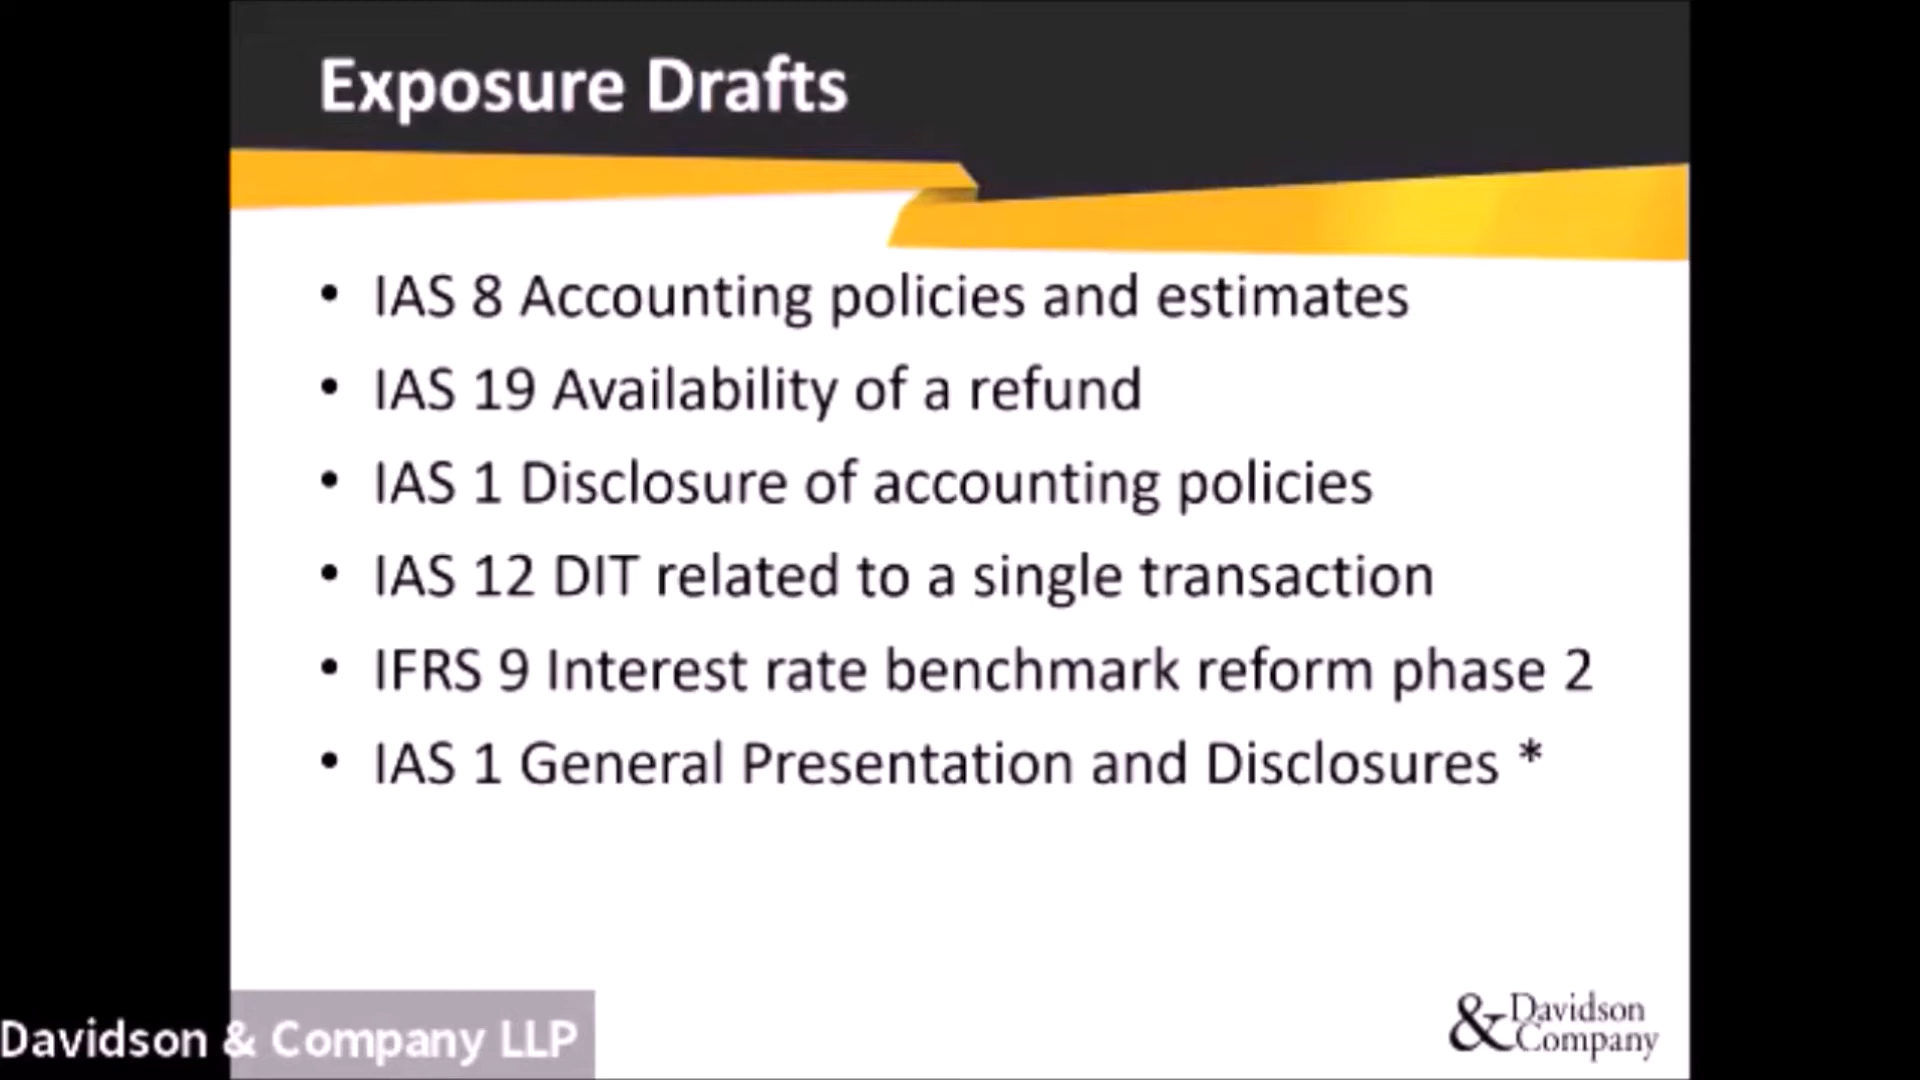 Exposure Drafts
• IAS 8 Accounting policies and estimates
• IAS 19 Availability of a refund
• IAS 1 Disclosure of accounting policies
• IAS 12 DIT related to a single transaction
• IFRS 9 Interest rate benchmark reform phase 2
• IAS 1 General Presentation and Disclosures *
Davidson & Company LLP
& Davidson
Company